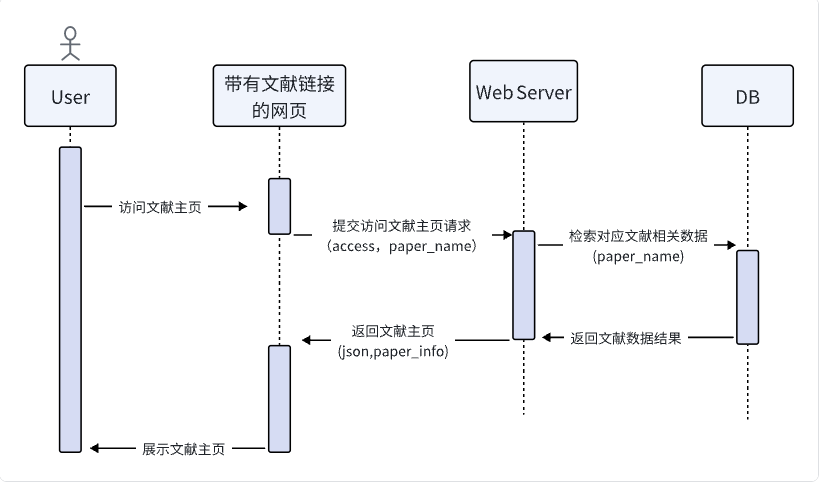 User
带有文献链接
的网页
Web Server
DB
访问文献主页
提交访问文献主页请求
（access，paper_name）
检索对应文献相关数据
(paper_name)
返回文献主页
(json,paper_info)
返回文献数据结果
展示文献主页